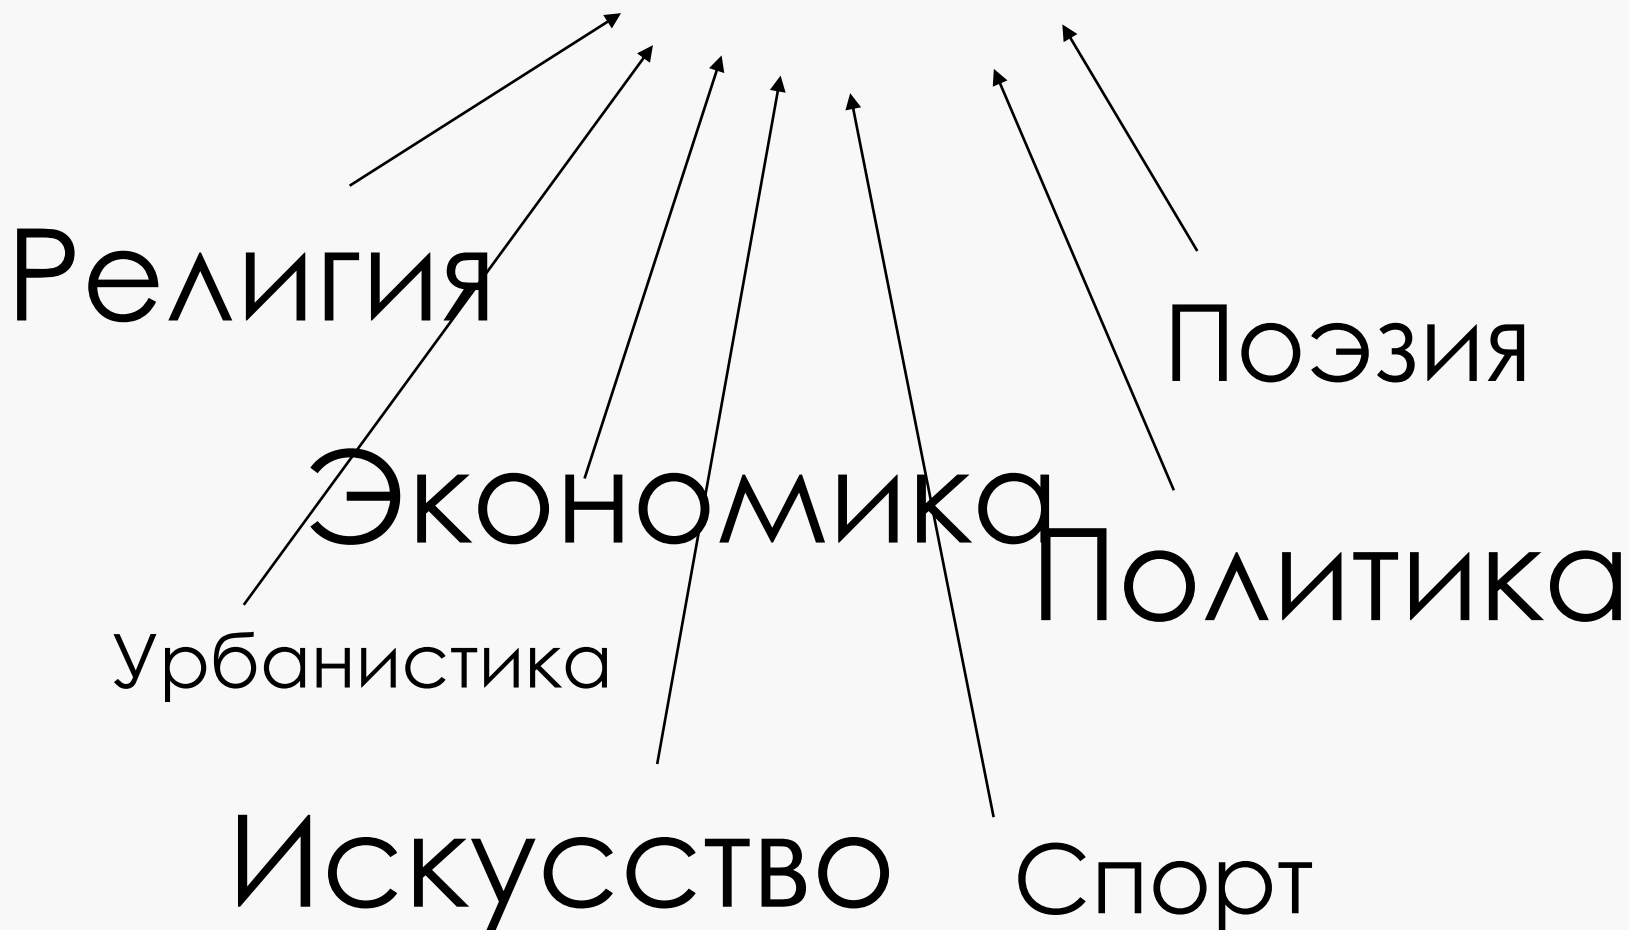 Религия
Поэзия
Экономика
Политика
Урбанистика
Искусство
Спорт